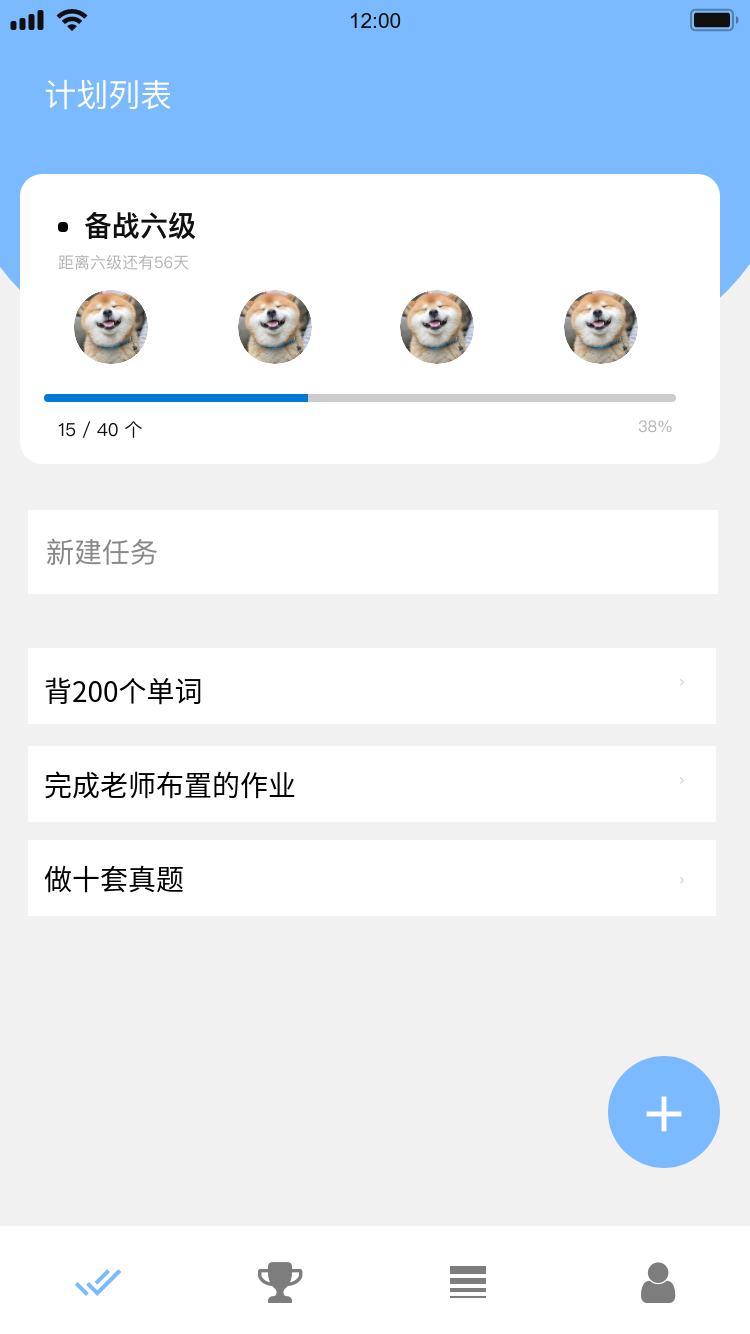 12:00
计划列表
备战六级
距离六级还有56天
15 / 40 个
38%
新建任务
背200个单词
完成老师布置的作业
做十套真题